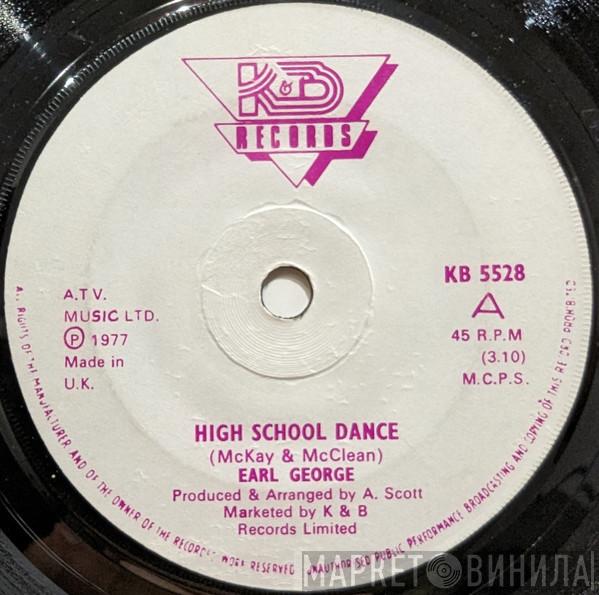 K&B
RECORDS
KB 5528
A
45 R.P.M
(3.10)
M.C.P.S.
A.T.V.
MUSIC LTD.
Ⓟ 1977
Made in
U.K.
HIGH SCHOOL DANCE
(McKay & McClean)
EARL GEORGE
Produced & Arranged by A. Scott
Marketed by K & B
Records Limited
ALL RIGHTS OF THE MANUFACTURER AND OF THE OWNER OF THE RECORDED WORK RESERVED UNAUTHORISED PUBLIC PERFORMANCE BROADCASTING AND COPYING OF THIS RECORD PROHIBITED
МАРКЕТ ВИНИЛА